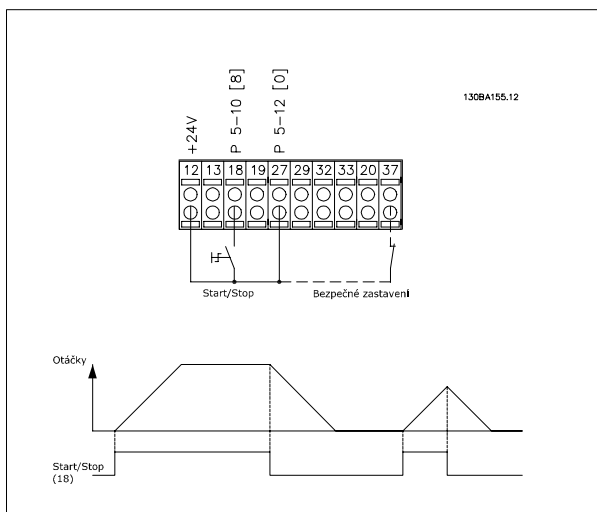 130BA155.12
+24V
P 5-10 [8]
P 5-12 [0]
12 13 18 19 27 29 32 33 20 37
Start/Stop
Bezpečné zastavení
Otáčky
Start/Stop
(18)